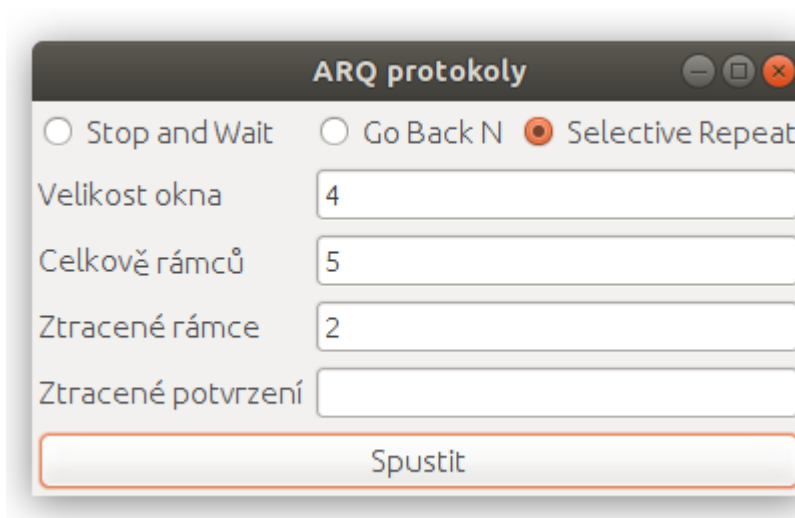 ARQ protokoly
Stop and Wait Go Back N Selective Repeat
Velikost okna 4
Celkově rámců 5
Ztracené rámce 2
Ztracené potvrzení
Spustit